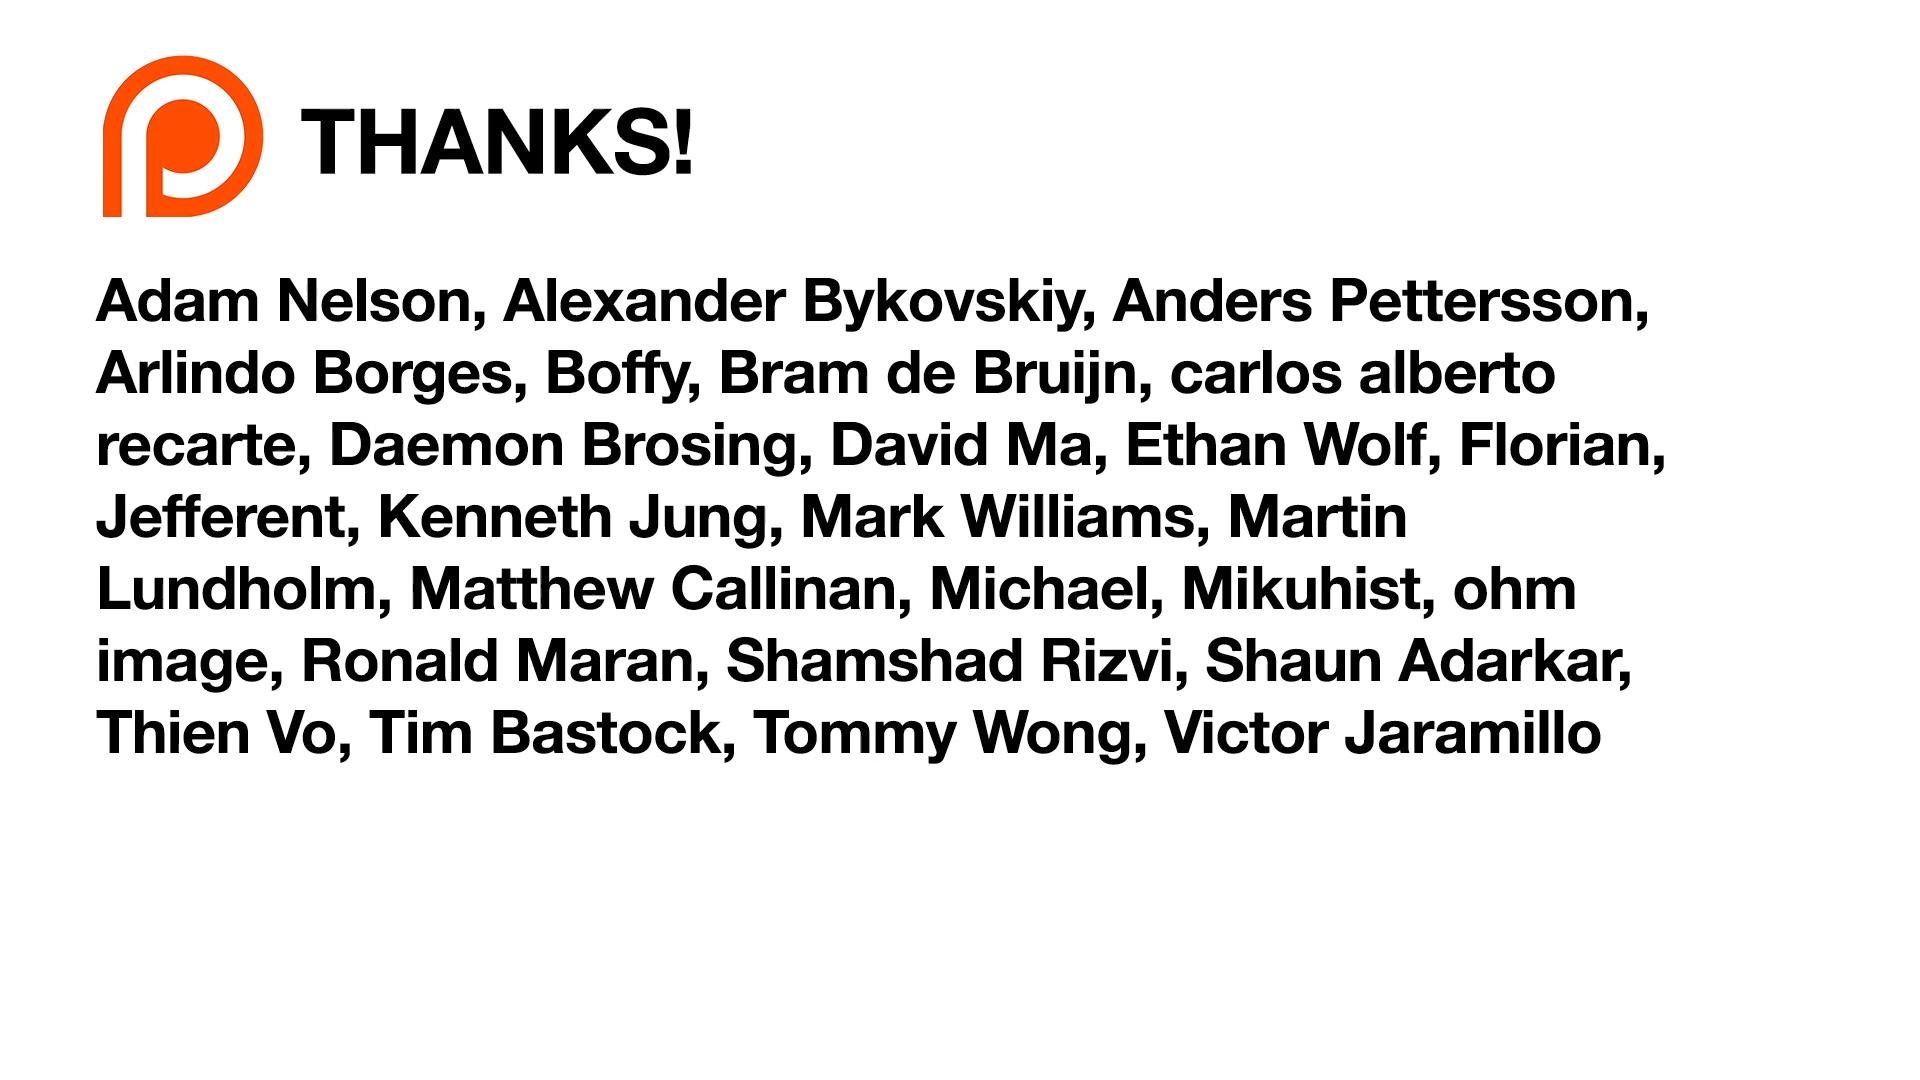 THANKS!
Adam Nelson, Alexander Bykovskiy, Anders Pettersson,
Arlindo Borges, Boffy, Bram de Bruijn, carlos alberto
recarte, Daemon Brosing, David Ma, Ethan Wolf, Florian,
Jefferent, Kenneth Jung, Mark Williams, Martin
Lundholm, Matthew Callinan, Michael, Mikuhist, ohm
image, Ronald Maran, Shamshad Rizvi, Shaun Adarkar,
Thien Vo, Tim Bastock, Tommy Wong, Victor Jaramillo